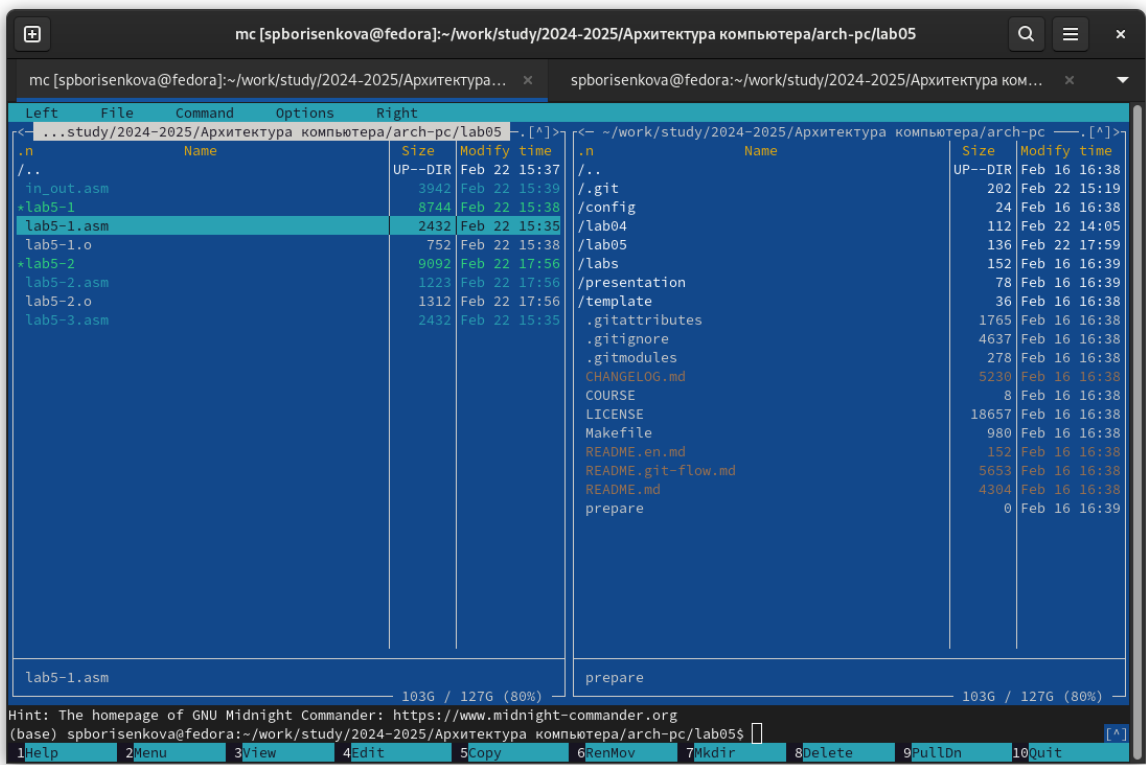 mc [spborisenkova@fedora]:~/work/study/2024-2025/Архитектура компьютера/arch-pc/lab05
mc [spborisenkova@fedora]:~/work/study/2024-2025/Архитектура... × spborisenkova@fedora:~/work/study/2024-2025/Архитектура ком... ×
Left File Command Options Right
<— ...study/2024-2025/Архитектура компьютера/arch-pc/lab05 —.[^]>
.n Name Size Modify time
/.. UP--DIR Feb 22 15:37
in_out.asm 3942 Feb 22 15:39
*lab5-1 8744 Feb 22 15:38
lab5-1.asm 2432 Feb 22 15:35
lab5-1.o 752 Feb 22 15:38
*lab5-2 9092 Feb 22 17:56
lab5-2.asm 1223 Feb 22 17:56
lab5-2.o 1312 Feb 22 17:56
lab5-3.asm 2432 Feb 22 15:35
lab5-1.asm
103G / 127G (80%)
<— ~/work/study/2024-2025/Архитектура компьютера/arch-pc ——.[^]>
.n Name Size Modify time
/.. UP--DIR Feb 16 16:38
/.git 202 Feb 22 15:19
/config 24 Feb 16 16:38
/lab04 112 Feb 22 14:05
/lab05 136 Feb 22 17:59
/labs 152 Feb 16 16:39
/presentation 78 Feb 16 16:39
/template 36 Feb 16 16:38
.gitattributes 1765 Feb 16 16:38
.gitignore 4637 Feb 16 16:38
.gitmodules 278 Feb 16 16:38
CHANGELOG.md 5230 Feb 16 16:38
COURSE 8 Feb 16 16:38
LICENSE 18657 Feb 16 16:38
Makefile 980 Feb 16 16:38
README.en.md 152 Feb 16 16:38
README.git-flow.md 5653 Feb 16 16:38
README.md 4304 Feb 16 16:38
prepare 0 Feb 16 16:39
prepare
103G / 127G (80%)
Hint: The homepage of GNU Midnight Commander: https://www.midnight-commander.org
(base) spborisenkova@fedora:~/work/study/2024-2025/Архитектура компьютера/arch-pc/lab05$ [^]
1Help 2Menu 3View 4Edit 5Copy 6RenMov 7Mkdir 8Delete 9PullDn 10Quit